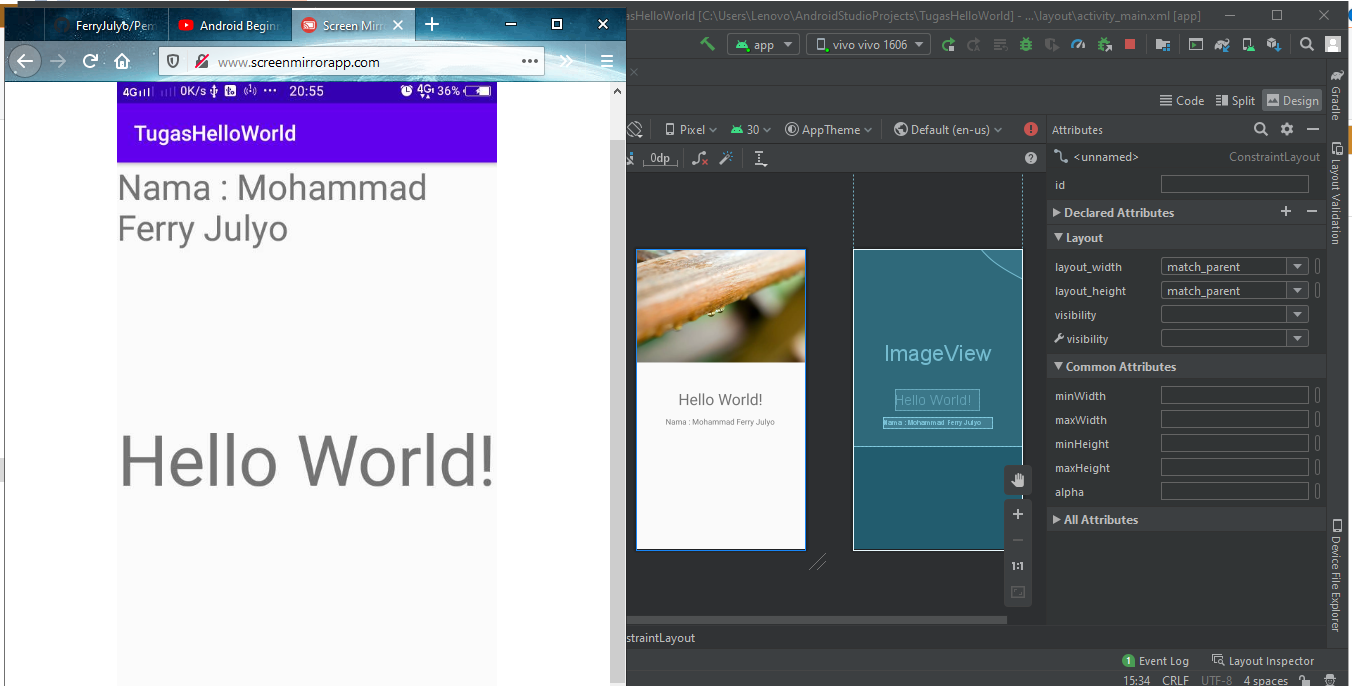 FerryJulyb/Pem
Android Begin
Screen Mirr
www.screenmirrorapp.com
4G 0K/s 20:55 4G 36%
TugasHelloWorld
Nama : Mohammad
Ferry Julyo
Hello World!
asHelloWorld [C:\Users\Lenovo\AndroidStudioProjects\TugasHelloWorld] - ...\layout\activity_main.xml [app]
app
vivo vivo 1606
Code
Split
Design
Pixel
30
AppTheme
Default (en-us)
0dp
Hello World!
Nama : Mohammad Ferry Julyo
ImageView
Hello World!
Nama : Mohammad Ferry Julyo
1:1
straintLayout
Attributes
<unnamed>
ConstraintLayout
id
Declared Attributes
Layout
layout_width match_parent
layout_height match_parent
visibility
visibility
Common Attributes
minWidth
maxWidth
minHeight
maxHeight
alpha
All Attributes
Gradle
Layout Validation
Device File Explorer
1 Event Log
Layout Inspector
15:34 CRLF UTF-8 4 spaces